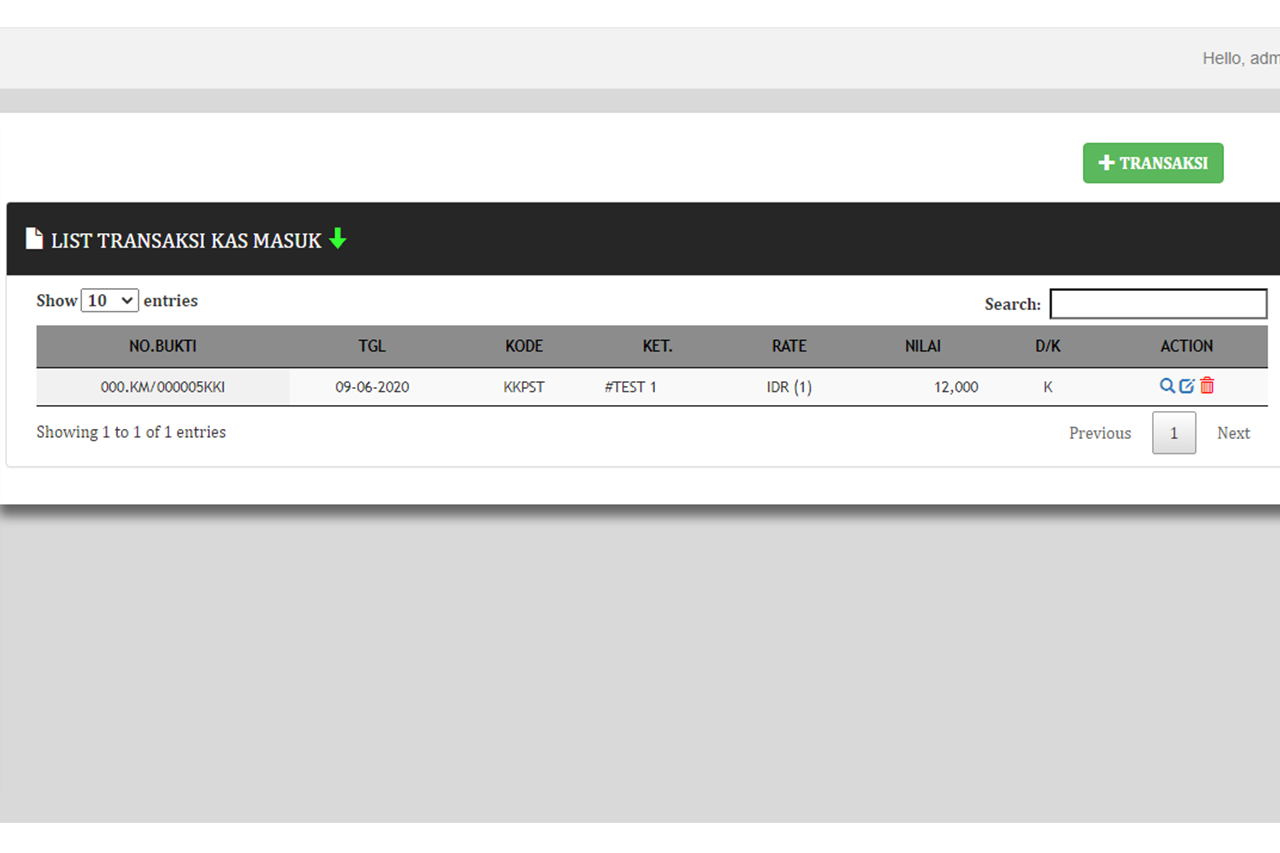 Hello, adm
TRANSAKSI
LIST TRANSAKSI KAS MASUK
Show 10 entries
Search:
NO.BUKTI TGL KODE KET. RATE NILAI D/K ACTION
000.KM/000005KKI 09-06-2020 KKPST #TEST 1 IDR (1) 12,000 K
Showing 1 to 1 of 1 entries
Previous 1 Next